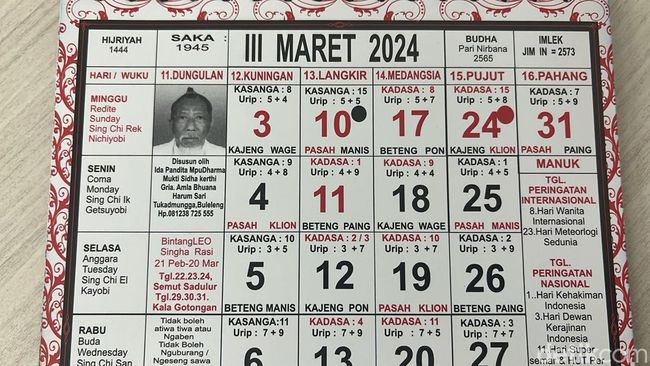 HIJRIYAH
1444
SAKA :
1945
III MARET 2024
BUDHA
Pari Nirbana
2565
IMLEK
JIM IN = 2573
HARI / WUKU
11.DUNGULAN
12.KUNINGAN
13.LANGKIR
14.MEDANGSIA
15.PUJUT
16.PAHANG
MINGGU
Redite
Sunday
Sing Chi Rek
Nichiyobi
KASANGA : 8
Urip : 5 + 4
3
KAJENG WAGE
KASANGA : 15
Urip : 5 + 5
10
PASAH MANIS
KADASA : 8
Urip : 5 + 7
17
BETENG PON
KADASA : 15
Urip : 5 + 8
24
KAJENG KLION
KADASA : 7
Urip : 5 + 9
31
PASAH PAING
SENIN
Coma
Monday
Sing Chi Ik
Getsuyobi
Disusun olih
Ida Pandita MpuDharma
Mukti Sidha kerthi
Gria. Amla Bhuana
Harum Sari
Tukadmungga,Buleleng
Hp.081238 725 555
KASANGA : 9
Urip : 4 + 8
4
PASAH KLION
KADASA : 1
Urip : 4 + 9
11
BETENG PAING
KADASA : 9
Urip : 4 + 4
18
KAJENG WAGE
KADASA : 1
Urip : 4 + 5
25
PASAH MANIS
MANUK
TGL.
PERINGATAN
INTERNASIONAL
8.Hari Wanita
Internasional
23.Hari Meteorlogi
Sedunia
SELASA
Anggara
Tuesday
Sing Chi El
Kayobi
BintangLEO
Singha Rasi
21 Peb-20 Mar
Tgl.22.23.24,
Semut Sadulur
Tgl.29.30.31.
Kala Gotongan
KASANGA : 10
Urip : 3 + 5
5
BETENG MANIS
KADASA : 2 / 3
Urip : 3 + 7
12
KAJENG PON
KADASA : 10
Urip : 3 + 8
19
PASAH KLION
KADASA : 2
Urip : 3 + 9
26
BETENG PAING
TGL.
PERINGATAN
NASIONAL
1.Hari Kehakiman
Indonesia
3.Hari Dewan
Kerajinan
Indonesia
11.Hari Super
semar & HUT Per
RABU
Buda
Wednesday
Sing Chi San
Tidak boleh
atiwa tiwa atau
Ngaben
Tidak Boleh
Nguburang /
Ngeseng sawa
KASANGA:11
Urip : 7 + 9
6
KADASA : 4
Urip : 7 + 4
13
KADASA : 11
Urip : 7 + 5
20
KADASA : 3
Urip : 7 + 7
27